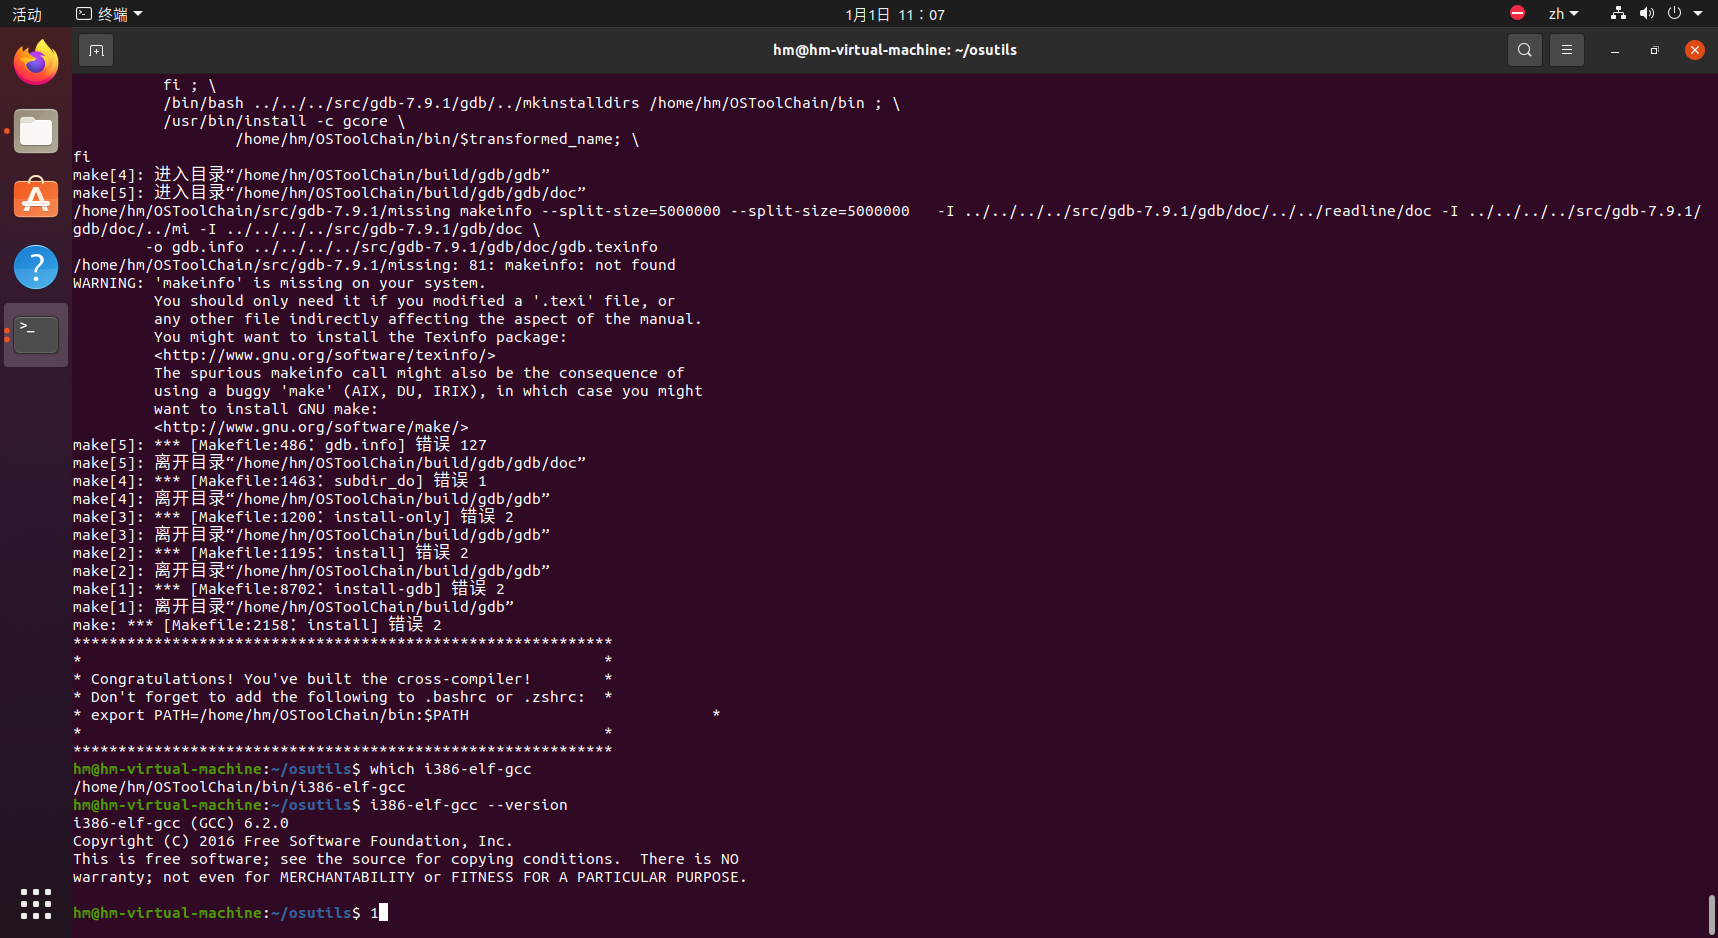 活动 终端 1月1日 11：07 zh
hm@hm-virtual-machine: ~/osutils
fi ; \
/bin/bash ../../../src/gdb-7.9.1/gdb/../mkinstalldirs /home/hm/OSToolChain/bin ; \
/usr/bin/install -c gcore \
/home/hm/OSToolChain/bin/$transformed_name; \
fi
make[4]: 进入目录“/home/hm/OSToolChain/build/gdb/gdb”
make[5]: 进入目录“/home/hm/OSToolChain/build/gdb/gdb/doc”
/home/hm/OSToolChain/src/gdb-7.9.1/missing makeinfo --split-size=5000000 --split-size=5000000   -I ../../../../src/gdb-7.9.1/gdb/doc/../../readline/doc -I ../../../../src/gdb-7.9.1/
gdb/doc/../mi -I ../../../../src/gdb-7.9.1/gdb/doc \
-o gdb.info ../../../../src/gdb-7.9.1/gdb/doc/gdb.texinfo
/home/hm/OSToolChain/src/gdb-7.9.1/missing: 81: makeinfo: not found
WARNING: 'makeinfo' is missing on your system.
You should only need it if you modified a '.texi' file, or
any other file indirectly affecting the aspect of the manual.
You might want to install the Texinfo package:
<http://www.gnu.org/software/texinfo/>
The spurious makeinfo call might also be the consequence of
using a buggy 'make' (AIX, DU, IRIX), in which case you might
want to install GNU make:
<http://www.gnu.org/software/make/>
make[5]: *** [Makefile:486：gdb.info] 错误 127
make[5]: 离开目录“/home/hm/OSToolChain/build/gdb/gdb/doc”
make[4]: *** [Makefile:1463：subdir_do] 错误 1
make[4]: 离开目录“/home/hm/OSToolChain/build/gdb/gdb”
make[3]: *** [Makefile:1200：install-only] 错误 2
make[3]: 离开目录“/home/hm/OSToolChain/build/gdb/gdb”
make[2]: *** [Makefile:1195：install] 错误 2
make[2]: 离开目录“/home/hm/OSToolChain/build/gdb/gdb”
make[1]: *** [Makefile:8702：install-gdb] 错误 2
make[1]: 离开目录“/home/hm/OSToolChain/build/gdb”
make: *** [Makefile:2158：install] 错误 2
************************************************************
*                                                          *
* Congratulations! You've built the cross-compiler!        *
* Don't forget to add the following to .bashrc or .zshrc:  *
* export PATH=/home/hm/OSToolChain/bin:$PATH                           *
*                                                          *
************************************************************
hm@hm-virtual-machine:~/osutils$ which i386-elf-gcc
/home/hm/OSToolChain/bin/i386-elf-gcc
hm@hm-virtual-machine:~/osutils$ i386-elf-gcc --version
i386-elf-gcc (GCC) 6.2.0
Copyright (C) 2016 Free Software Foundation, Inc.
This is free software; see the source for copying conditions.  There is NO
warranty; not even for MERCHANTABILITY or FITNESS FOR A PARTICULAR PURPOSE.
hm@hm-virtual-machine:~/osutils$ 1